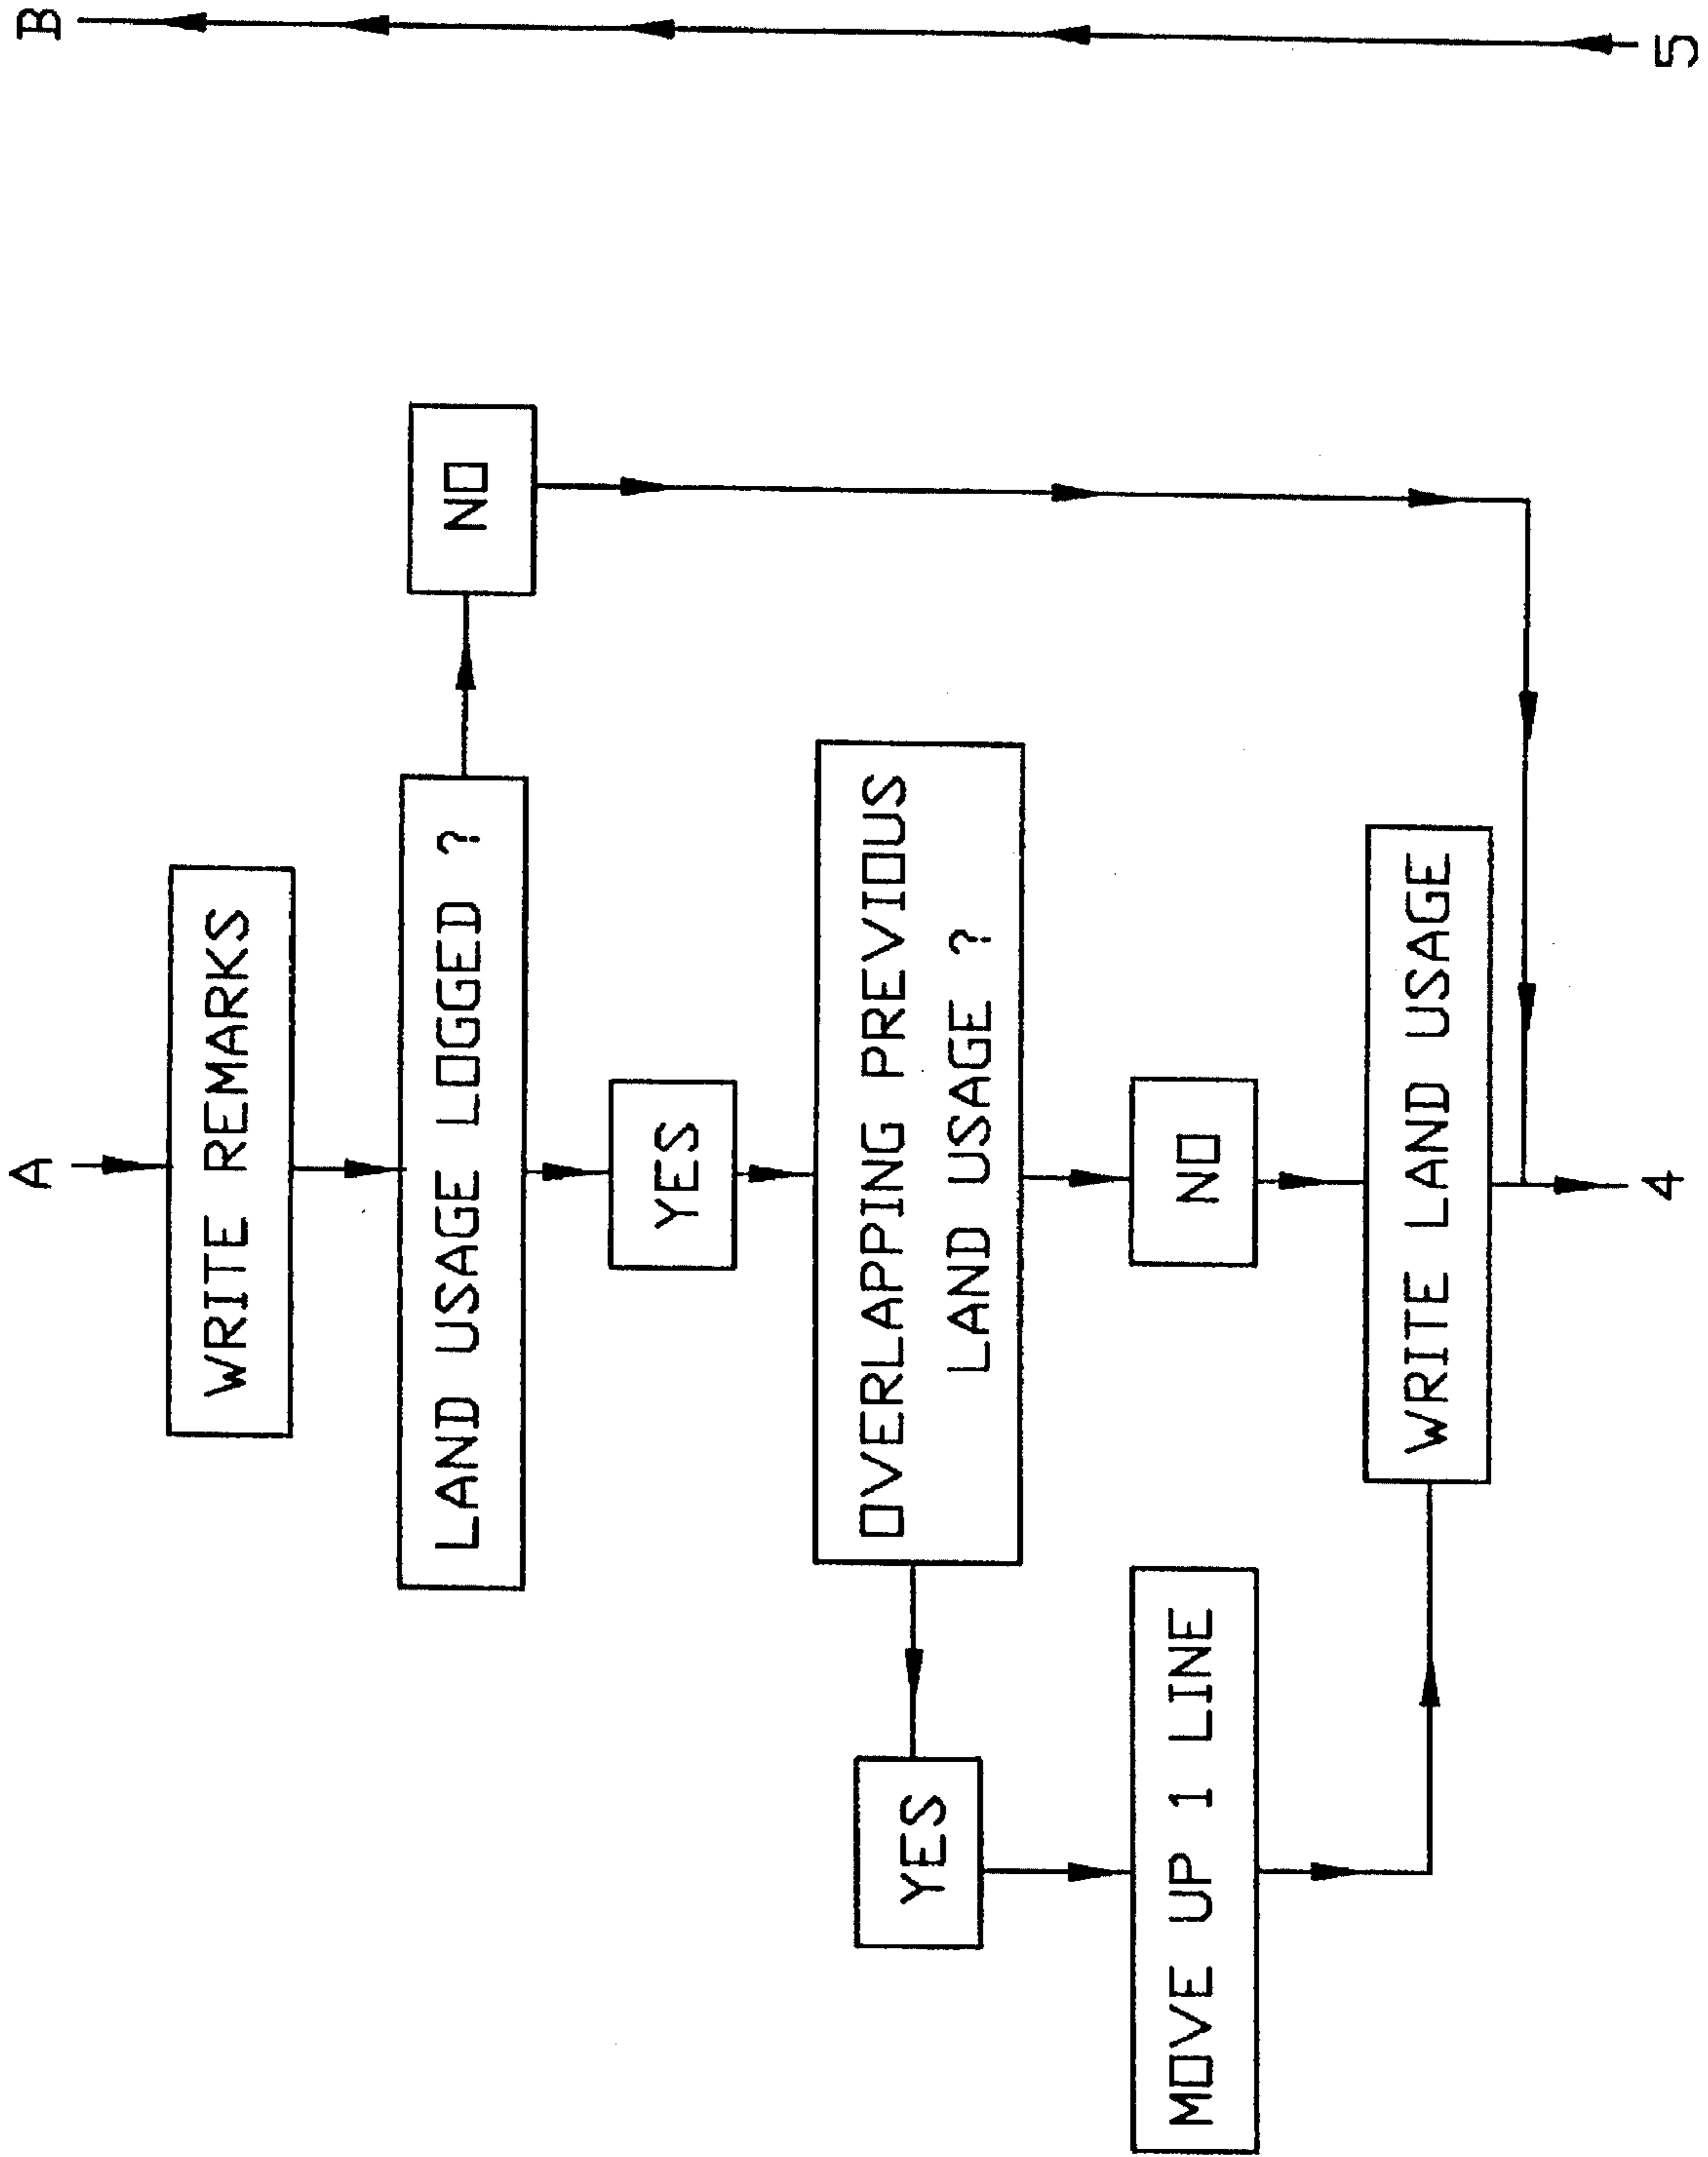 A
B
WRITE REMARKS
LAND USAGE LOGGED ?
NO
YES
OVERLAPPING PREVIOUS
LAND USAGE ?
YES
NO
MOVE UP 1 LINE
WRITE LAND USAGE
4
5